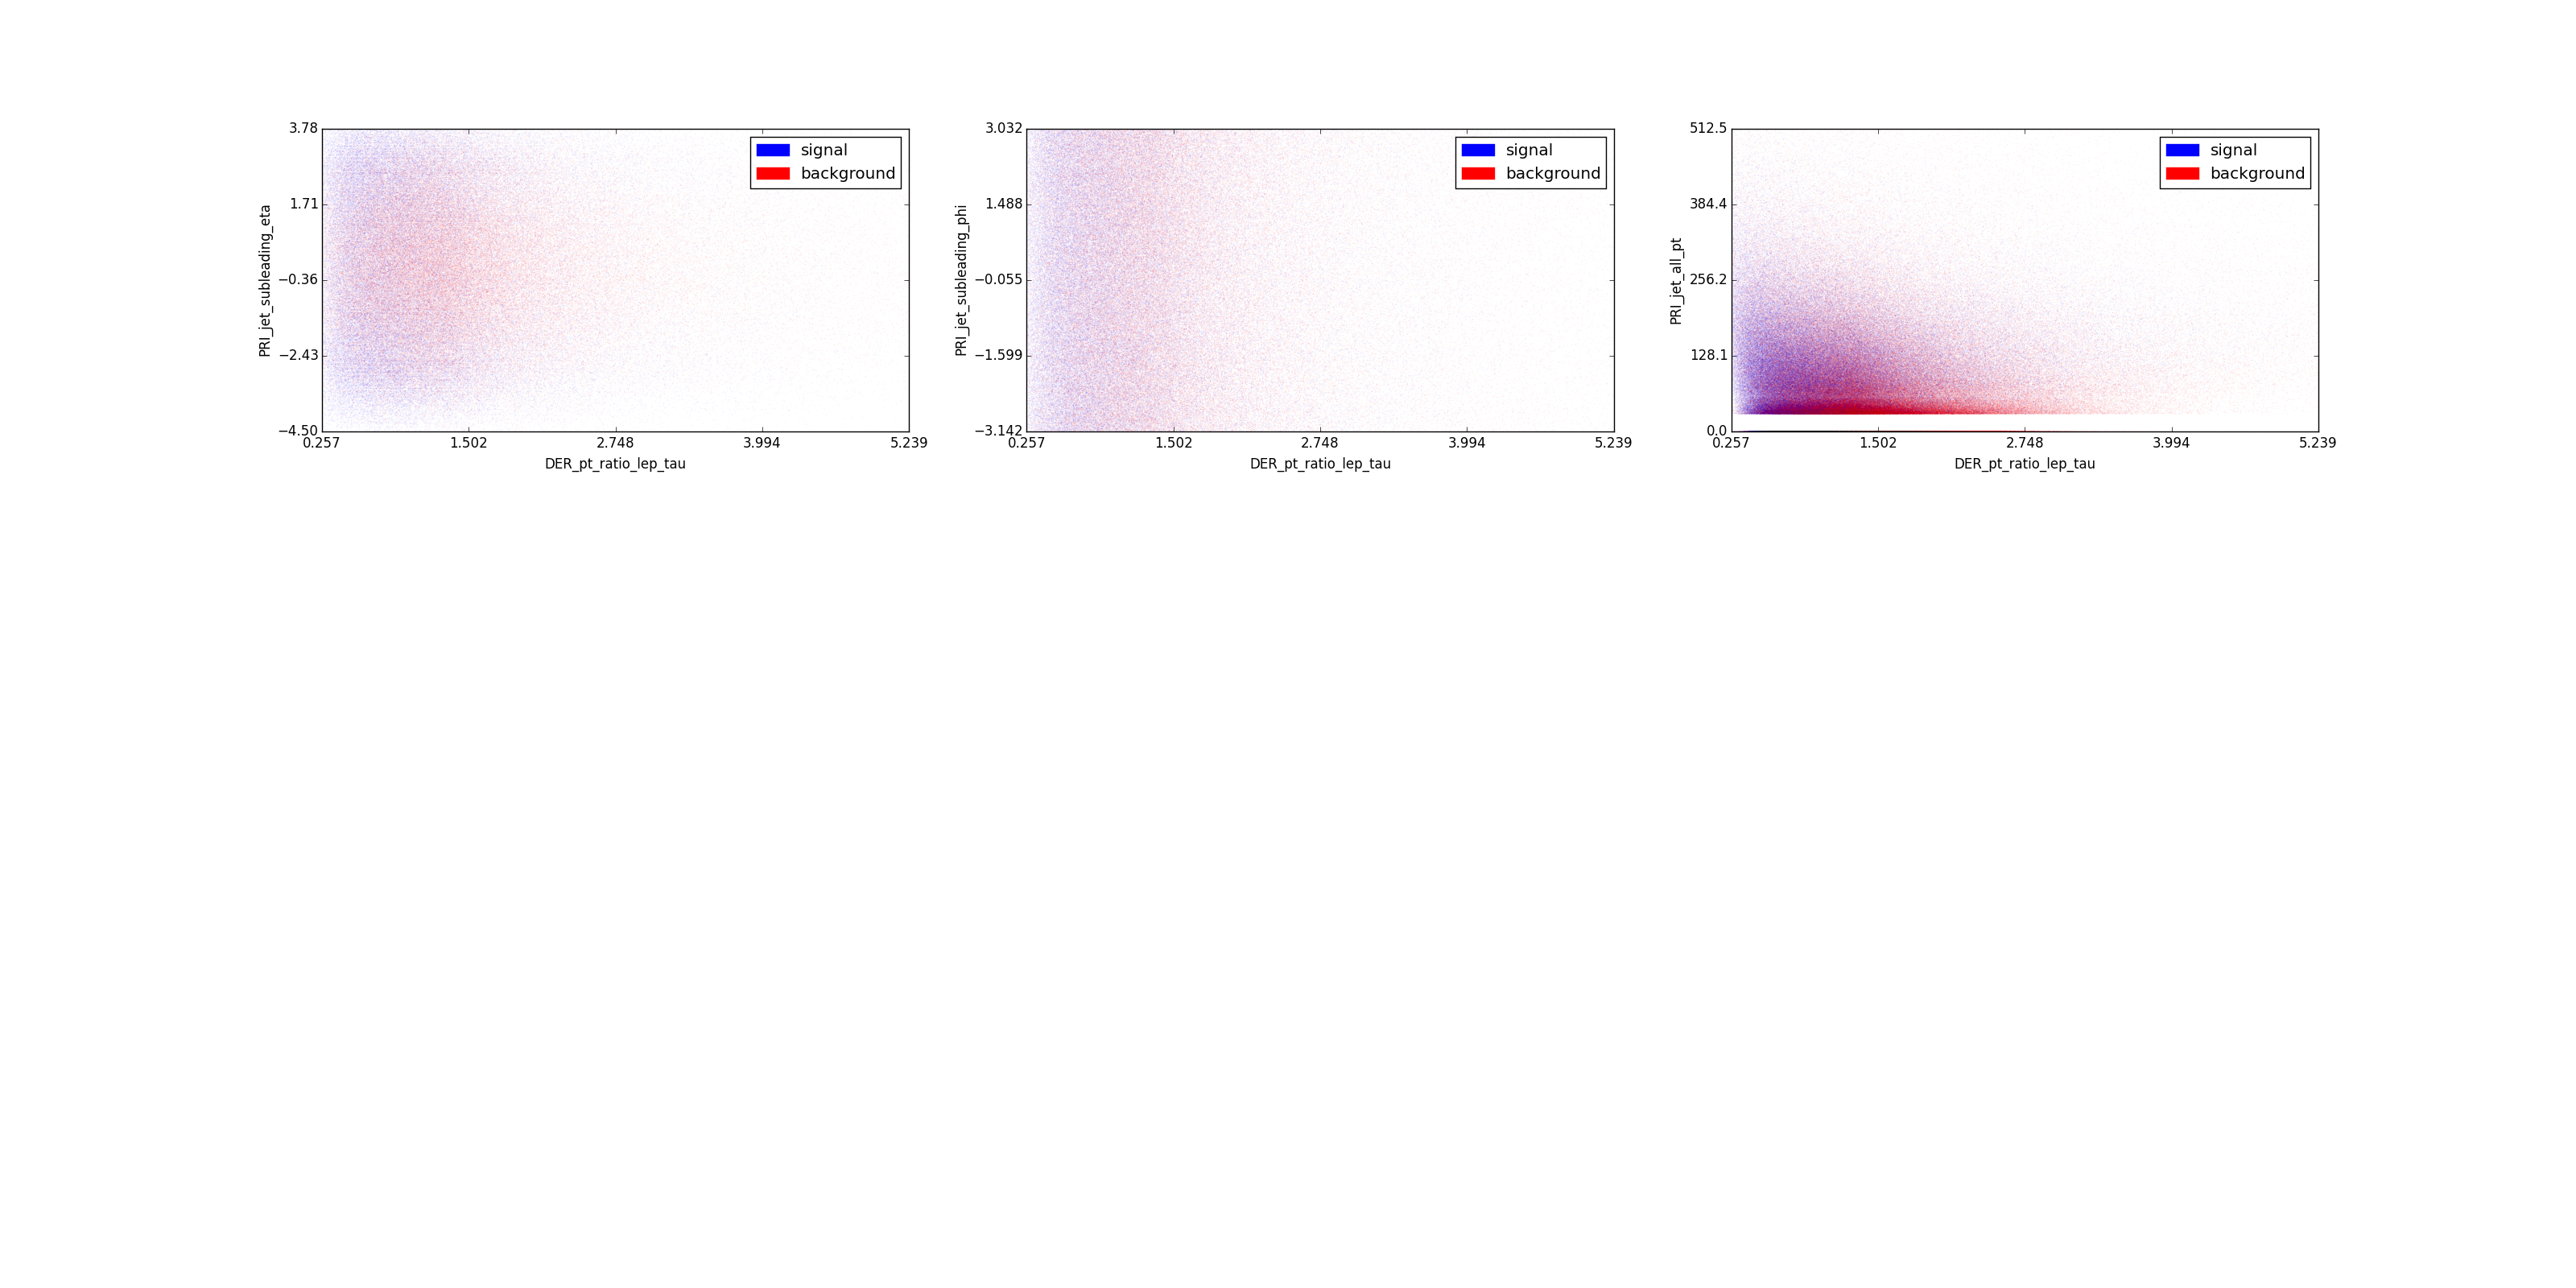 3.78
1.71
−0.36
−2.43
−4.50
PRI_jet_subleading_eta
0.257 1.502 2.748 3.994 5.239
DER_pt_ratio_lep_tau
signal
background
3.032
1.488
−0.055
−1.599
−3.142
PRI_jet_subleading_phi
0.257 1.502 2.748 3.994 5.239
DER_pt_ratio_lep_tau
signal
background
512.5
384.4
256.2
128.1
0.0
PRI_jet_all_pt
0.257 1.502 2.748 3.994 5.239
DER_pt_ratio_lep_tau
signal
background